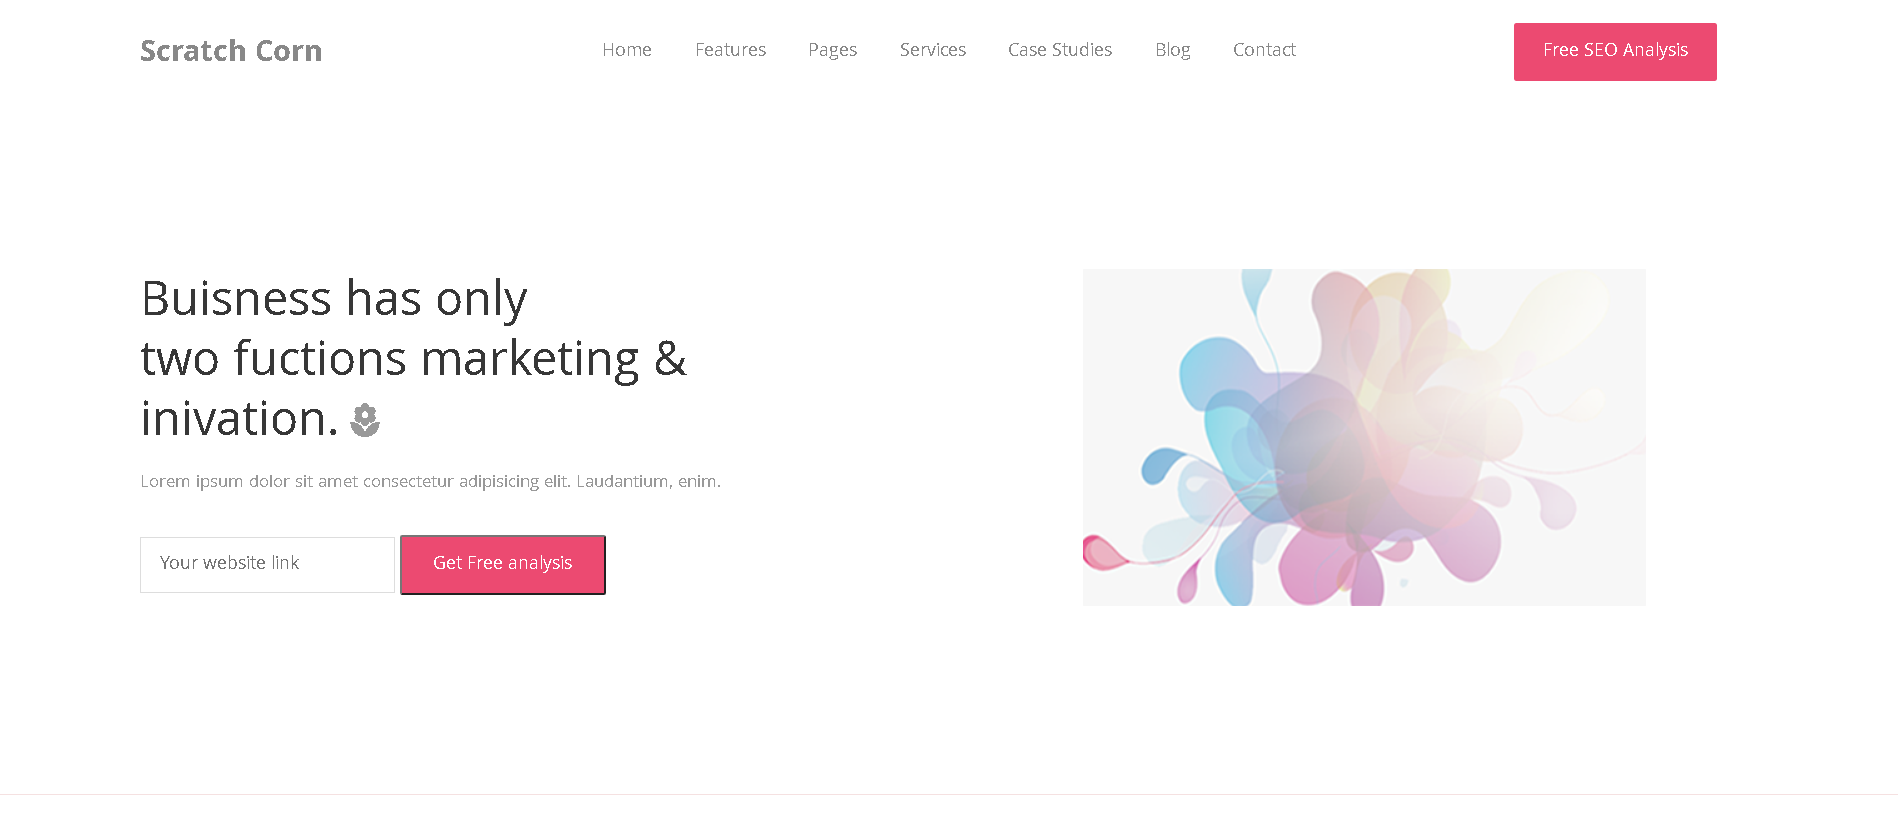 Scratch Corn
Home Features Pages Services Case Studies Blog Contact
Free SEO Analysis
Buisness has only
two fuctions marketing &
inivation.
Lorem ipsum dolor sit amet consectetur adipisicing elit. Laudantium, enim.
Your website link
Get Free analysis